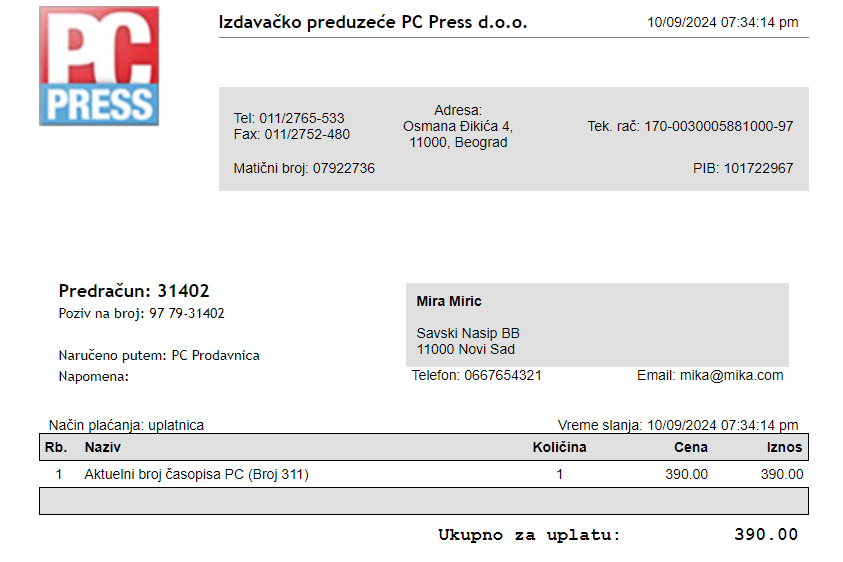 PC
PRESS
Izdavačko preduzeće PC Press d.o.o.
10/09/2024 07:34:14 pm
Tel: 011/2765-533
Fax: 011/2752-480
Adresa:
Osmana Đikića 4,
11000, Beograd
Tek. rač: 170-0030005881000-97
Matični broj: 07922736
PIB: 101722967
Predračun: 31402
Poziv na broj: 97 79-31402
Naručeno putem: PC Prodavnica
Napomena:
Mira Miric
Savski Nasip BB
11000 Novi Sad
Telefon: 0667654321
Email: mika@mika.com
Način plaćanja: uplatnica
Vreme slanja: 10/09/2024 07:34:14 pm
Rb. Naziv Količina Cena Iznos
1 Aktuelni broj časopisa PC (Broj 311) 1 390.00 390.00
Ukupno za uplatu: 390.00